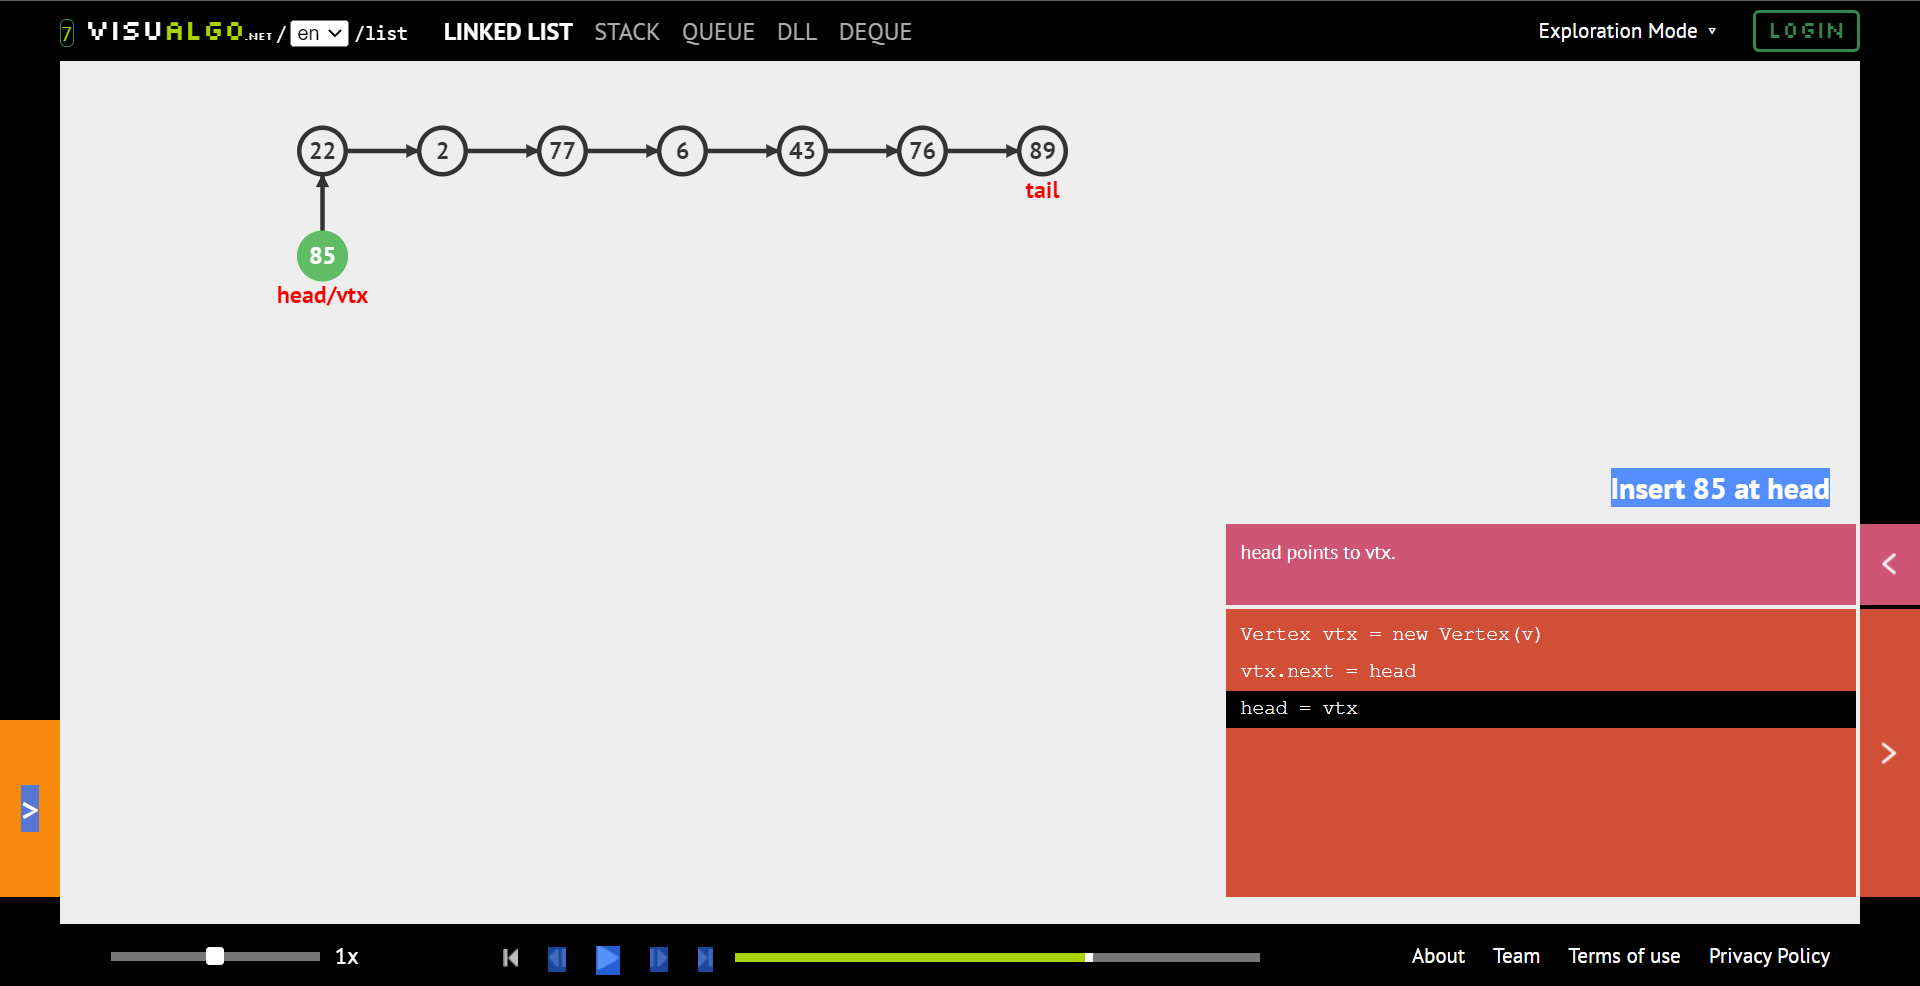 7 VISUALGO.NET/ en /list LINKED LIST STACK QUEUE DLL DEQUE Exploration Mode ▾ LOGIN
22 2 77 6 43 76 89
tail
85
head/vtx
Insert 85 at head
head points to vtx.
<
Vertex vtx = new Vertex(v)
vtx.next = head
head = vtx
>
>
1x About Team Terms of use Privacy Policy